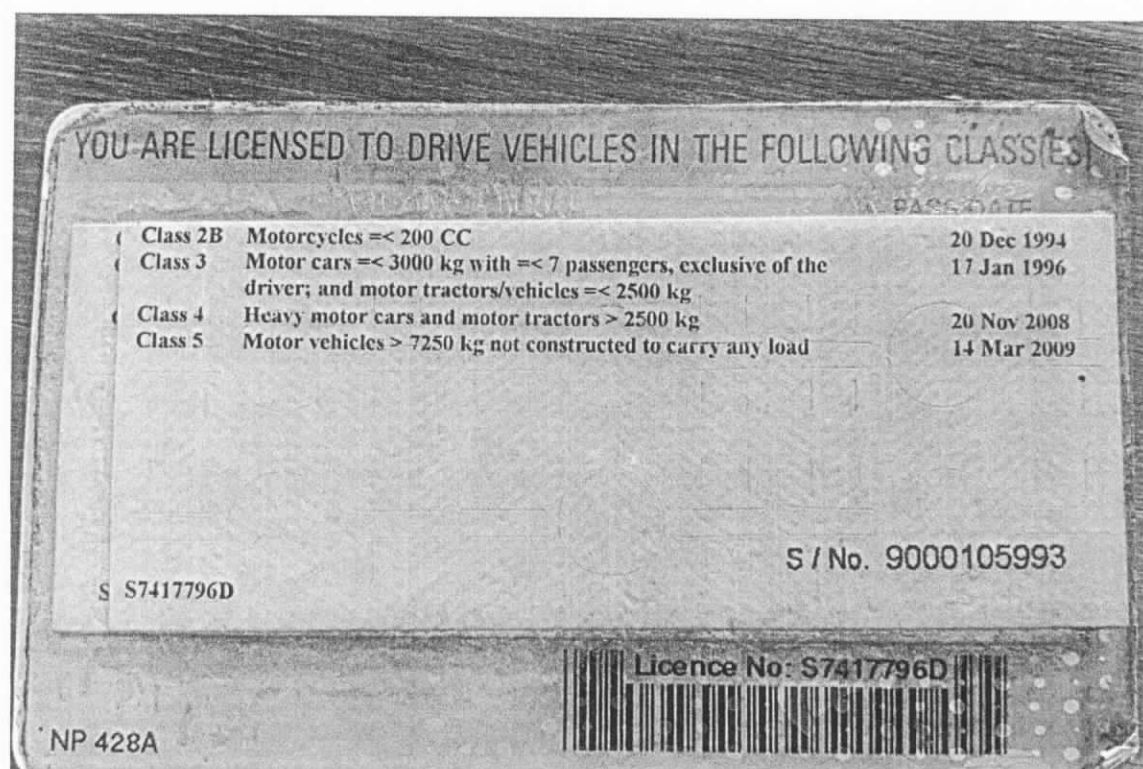 YOU ARE LICENSED TO DRIVE VEHICLES IN THE FOLLOWING CLASS(ES)
PASS DATE
Class 2B Motorcycles =< 200 CC 20 Dec 1994
Class 3 Motor cars =< 3000 kg with =< 7 passengers, exclusive of the 17 Jan 1996
driver; and motor tractors/vehicles =< 2500 kg
Class 4 Heavy motor cars and motor tractors > 2500 kg 20 Nov 2008
Class 5 Motor vehicles > 7250 kg not constructed to carry any load 14 Mar 2009
S / No. 9000105993
S S7417796D
Licence No: S7417796D
NP 428A